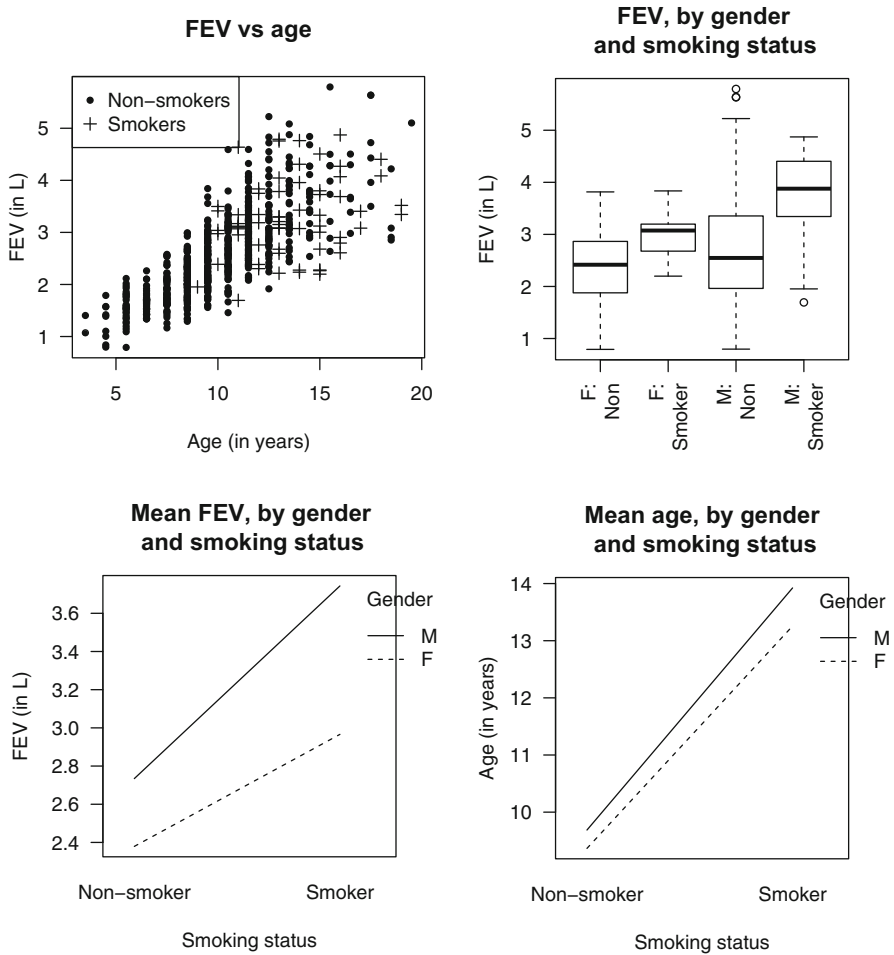 FEV vs age
Non−smokers
Smokers
5
4
3
2
1
FEV (in L)
5
10
15
20
Age (in years)
FEV, by gender
and smoking status
5
4
3
2
1
FEV (in L)
F:
Non
F:
Smoker
M:
Non
M:
Smoker
Mean FEV, by gender
and smoking status
3.6
3.4
3.2
3.0
2.8
2.6
2.4
FEV (in L)
Gender
M
F
Non−smoker
Smoker
Smoking status
Mean age, by gender
and smoking status
14
13
12
11
10
Age (in years)
Gender
M
F
Non−smoker
Smoker
Smoking status